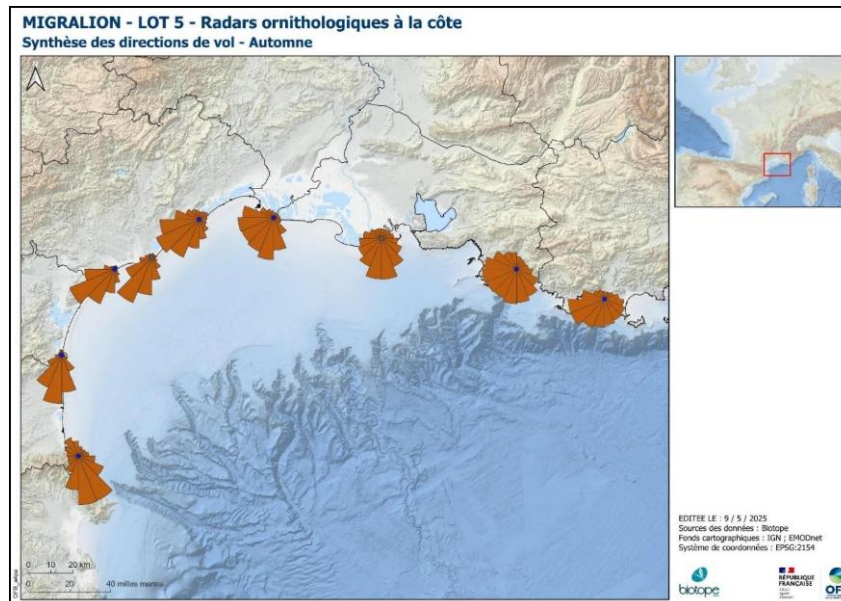 MIGRALION - LOT 5 - Radars ornithologiques à la côte
Synthèse des directions de vol - Automne
0 10 20 km
0 20 40 milles marins
EDITEE LE : 9 / 5 / 2025
Sources des données : Biotope
Fonds cartographiques : IGN ; EMODnet
Système de coordonnées : EPSG:2154
biotope
RÉPUBLIQUE
FRANÇAISE